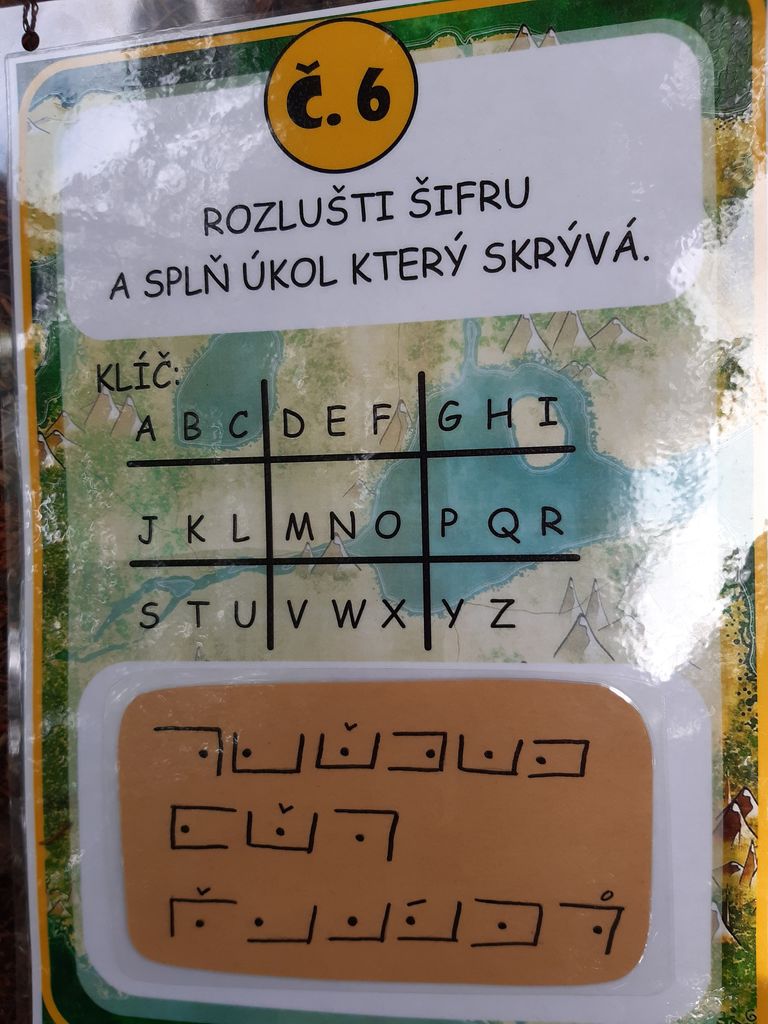 Č. 6
ROZLUŠTI ŠIFRU
A SPLŇ ÚKOL KTERÝ SKRÝVÁ.
KLÍČ:
A B C D E F G H I
J K L M N O P Q R
S T U V W X Y Z